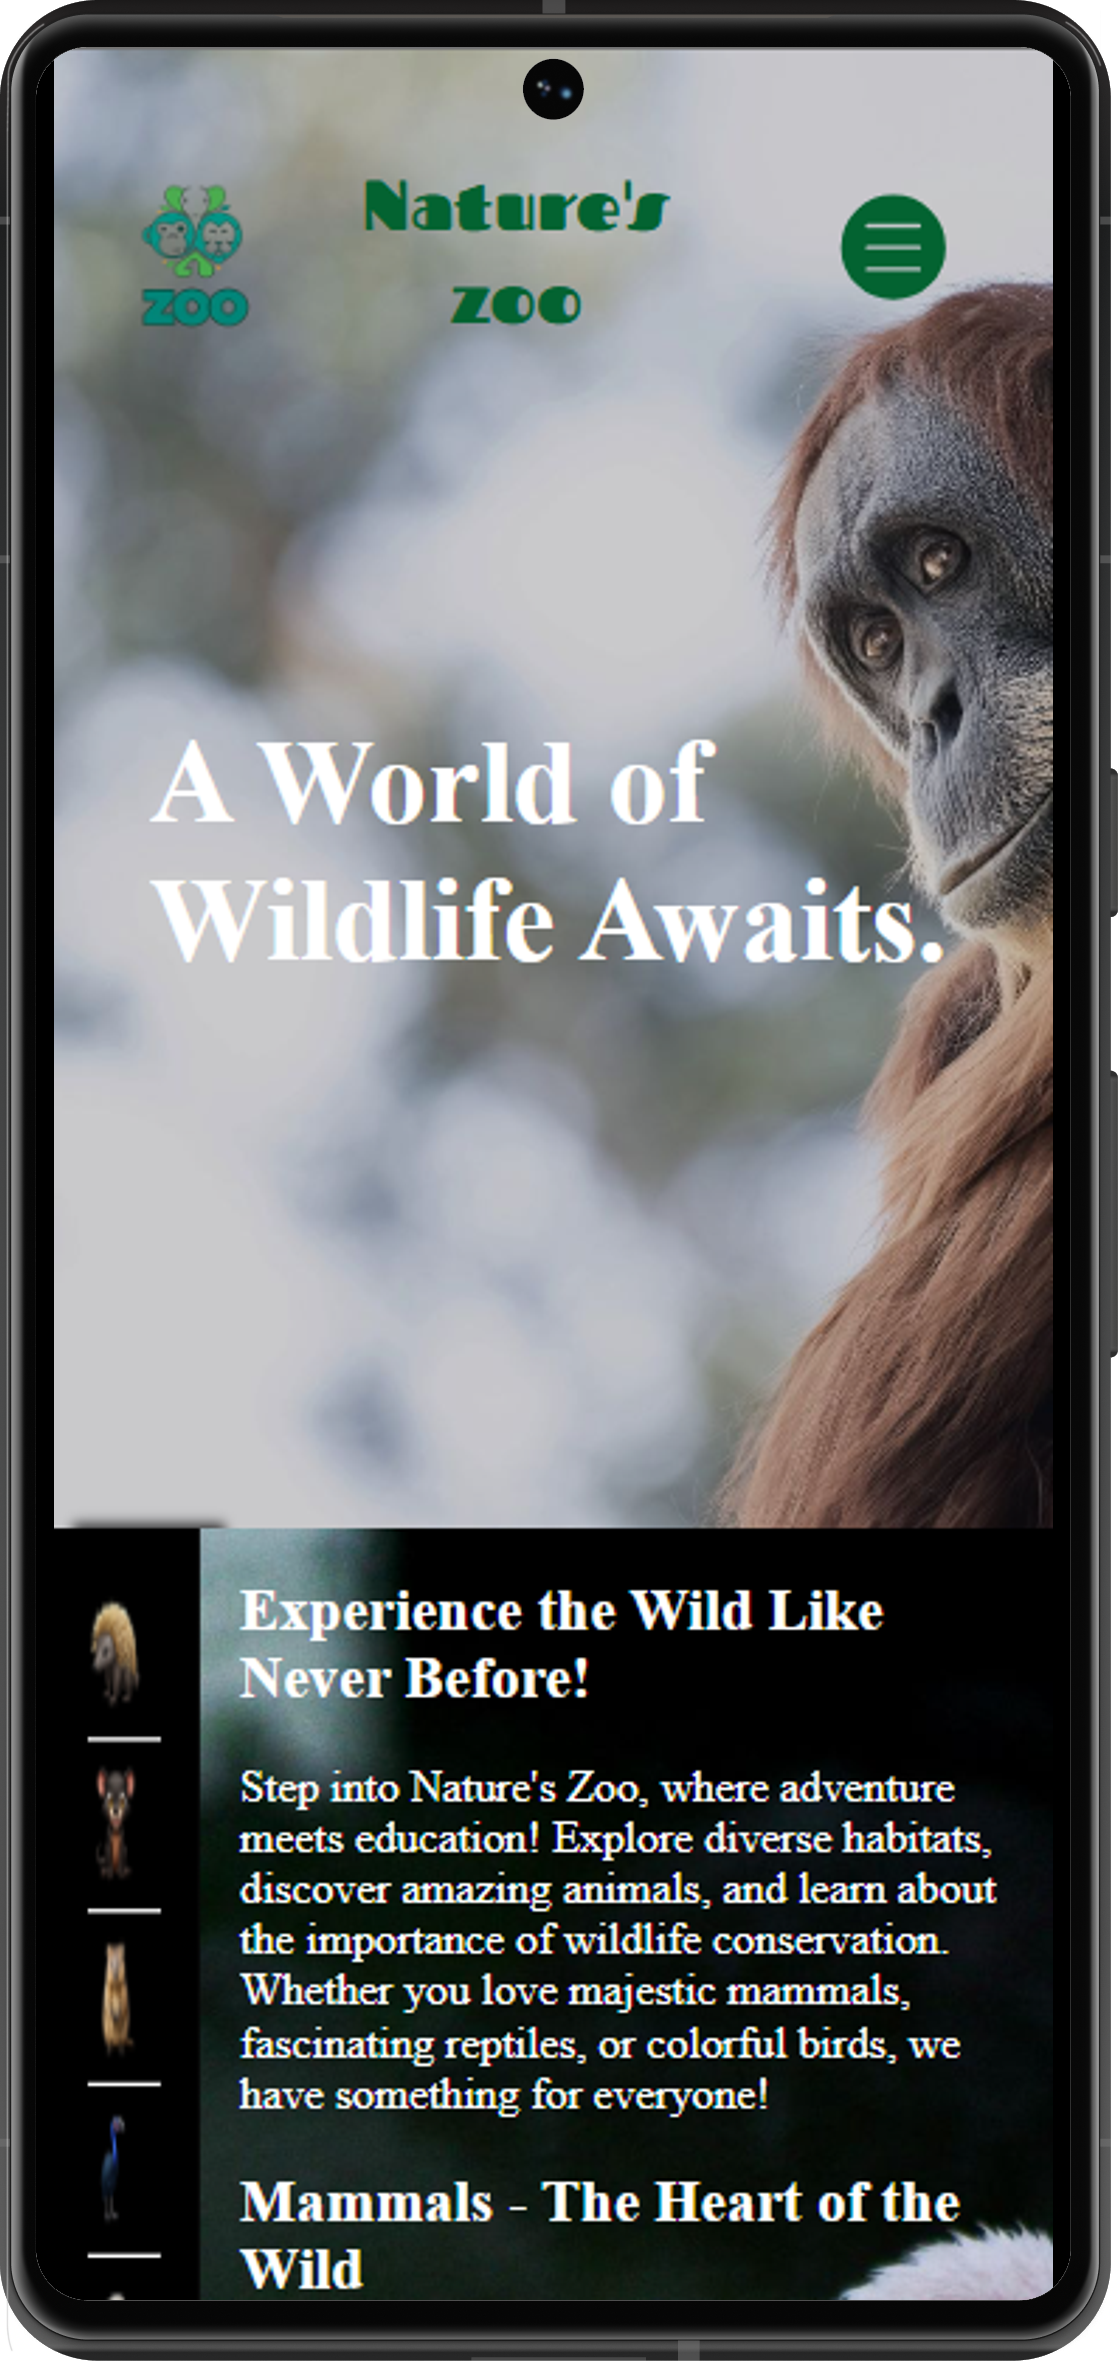 ZOO
Nature's
zoo
A World of
Wildlife Awaits.
Experience the Wild Like
Never Before!
Step into Nature's Zoo, where adventure
meets education! Explore diverse habitats,
discover amazing animals, and learn about
the importance of wildlife conservation.
Whether you love majestic mammals,
fascinating reptiles, or colorful birds, we
have something for everyone!
Mammals - The Heart of the
Wild